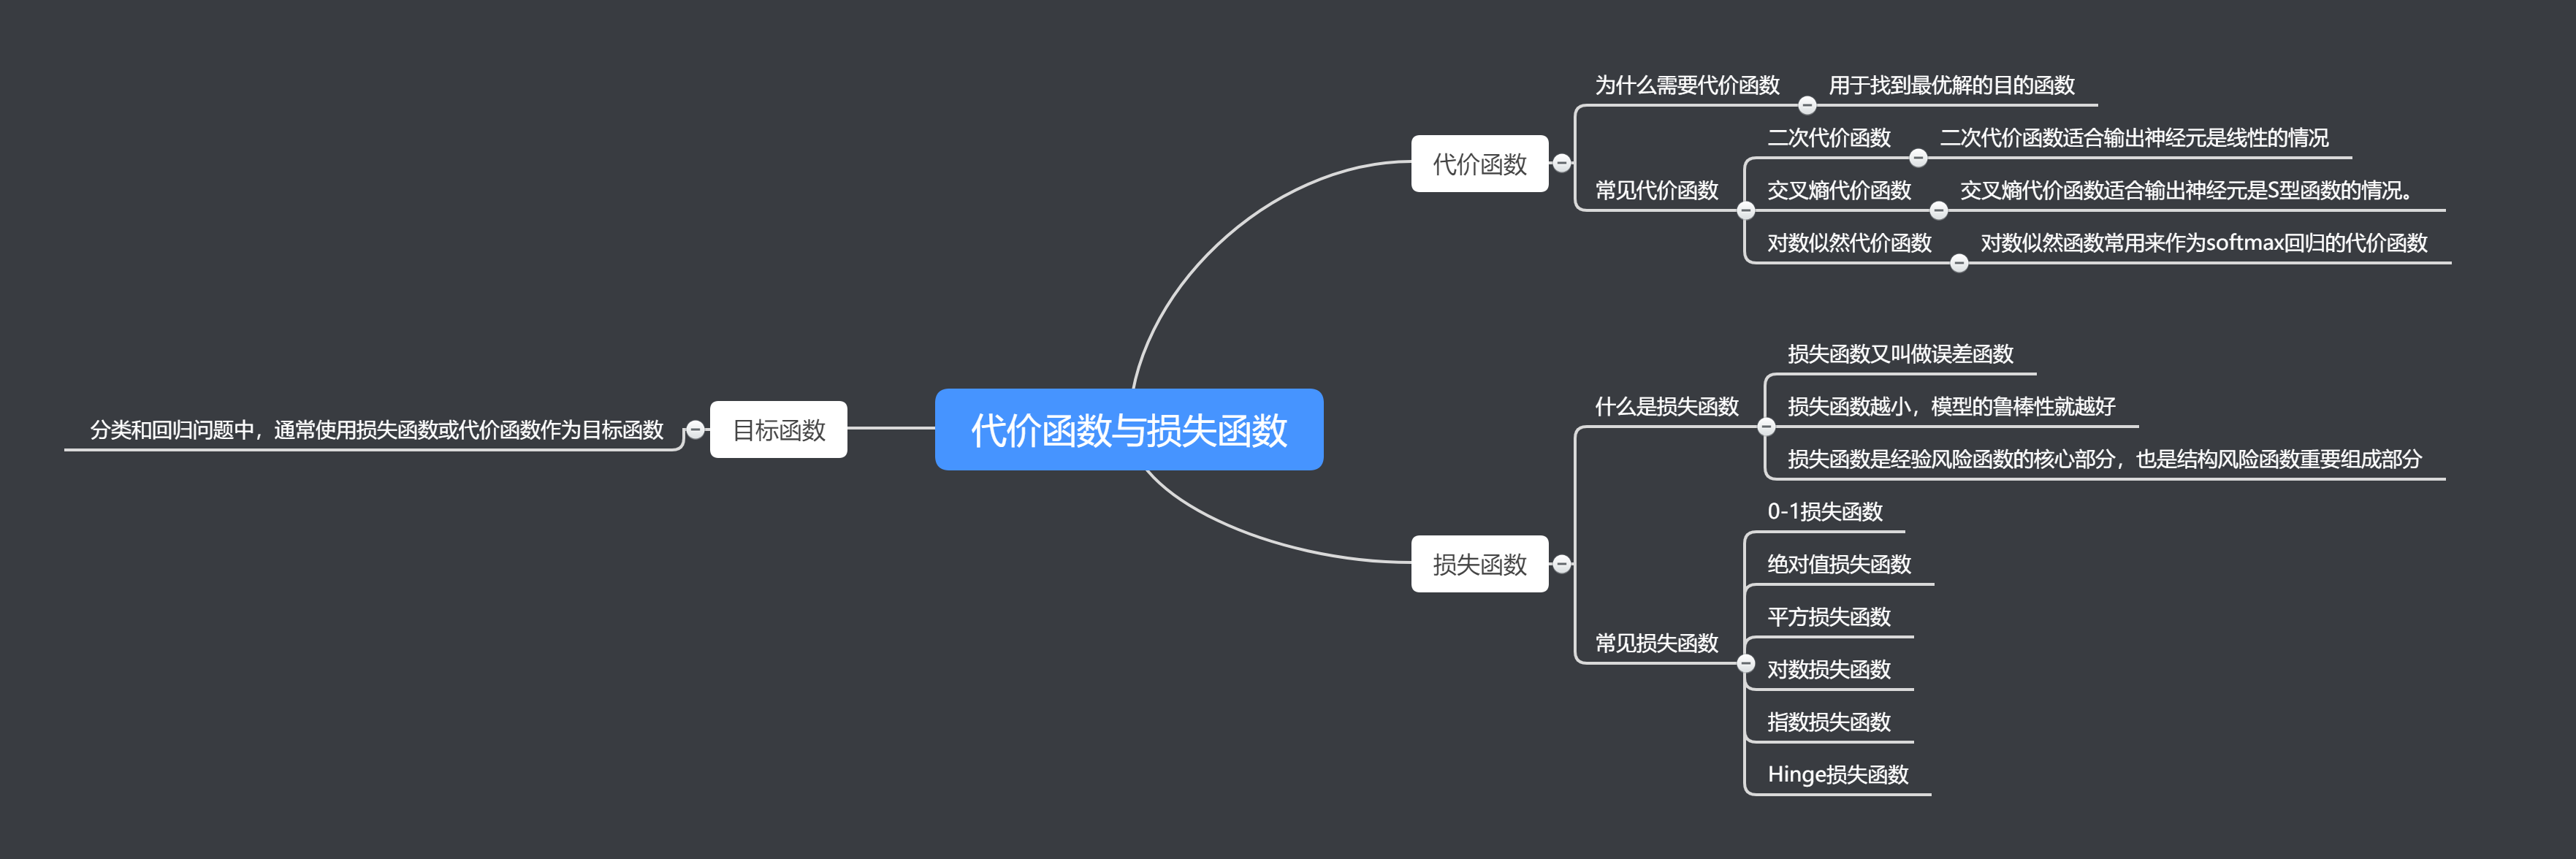 代价函数与损失函数
代价函数
为什么需要代价函数
用于找到最优解的目的函数
常见代价函数
二次代价函数
二次代价函数适合输出神经元是线性的情况
交叉熵代价函数
交叉熵代价函数适合输出神经元是S型函数的情况。
对数似然代价函数
对数似然函数常用来作为softmax回归的代价函数
损失函数
什么是损失函数
损失函数又叫做误差函数
损失函数越小，模型的鲁棒性就越好
损失函数是经验风险函数的核心部分，也是结构风险函数重要组成部分
常见损失函数
0-1损失函数
绝对值损失函数
平方损失函数
对数损失函数
指数损失函数
Hinge损失函数
目标函数
分类和回归问题中，通常使用损失函数或代价函数作为目标函数